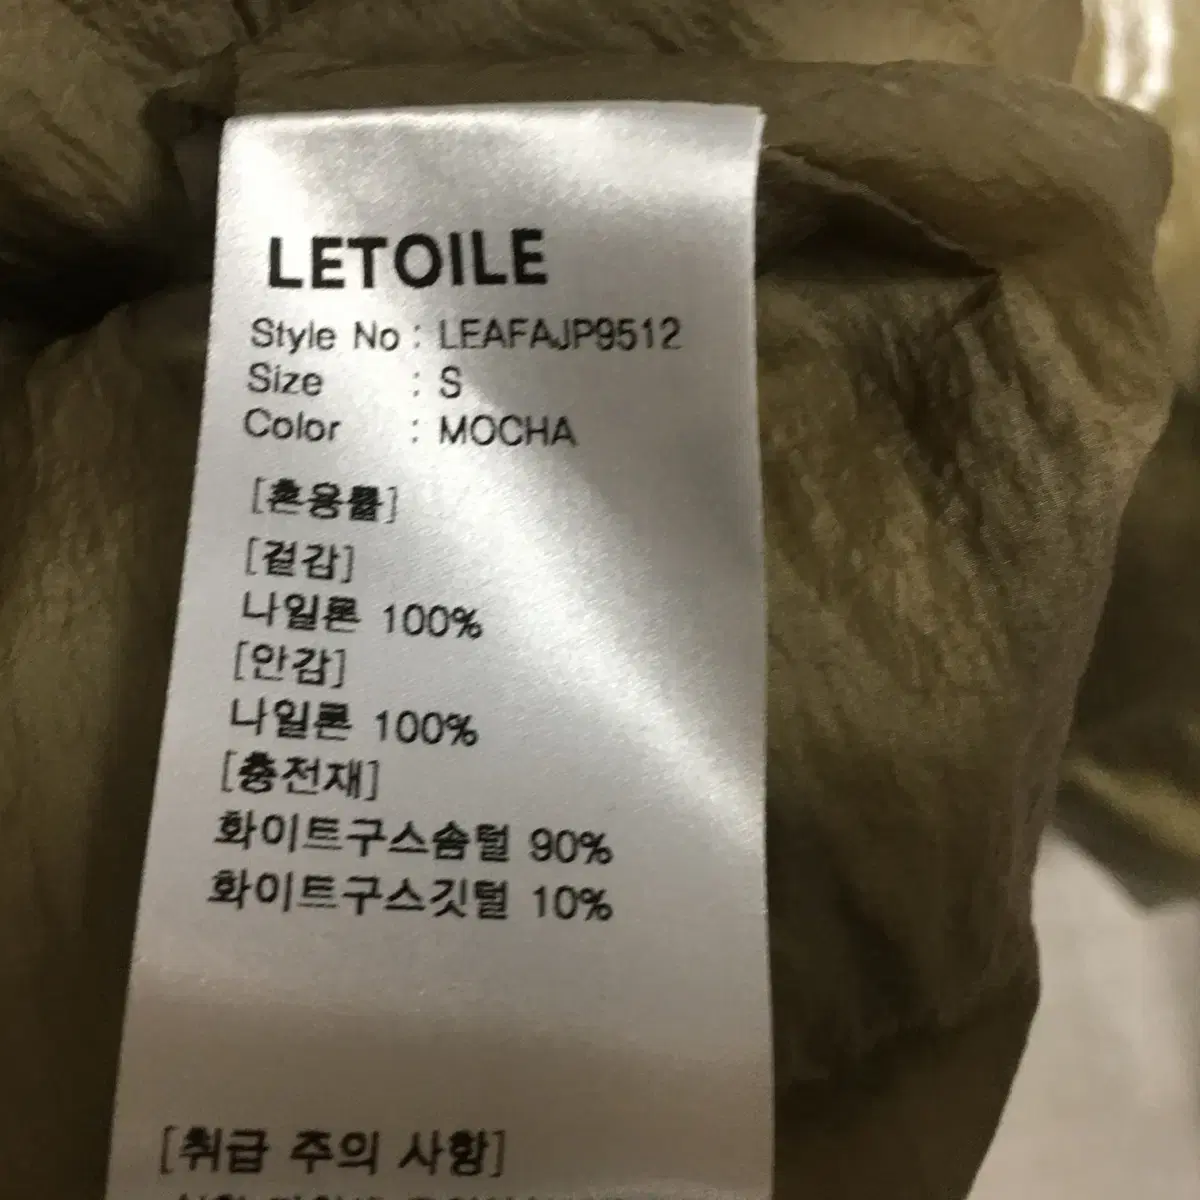 LETOILE
Style No : LEAFAJP9512
Size : S
Color : MOCHA
[혼용률]
[겉감]
나일론 100%
[안감]
나일론 100%
[충전재]
화이트구스솜털 90%
화이트구스깃털 10%
[취급 주의 사항]